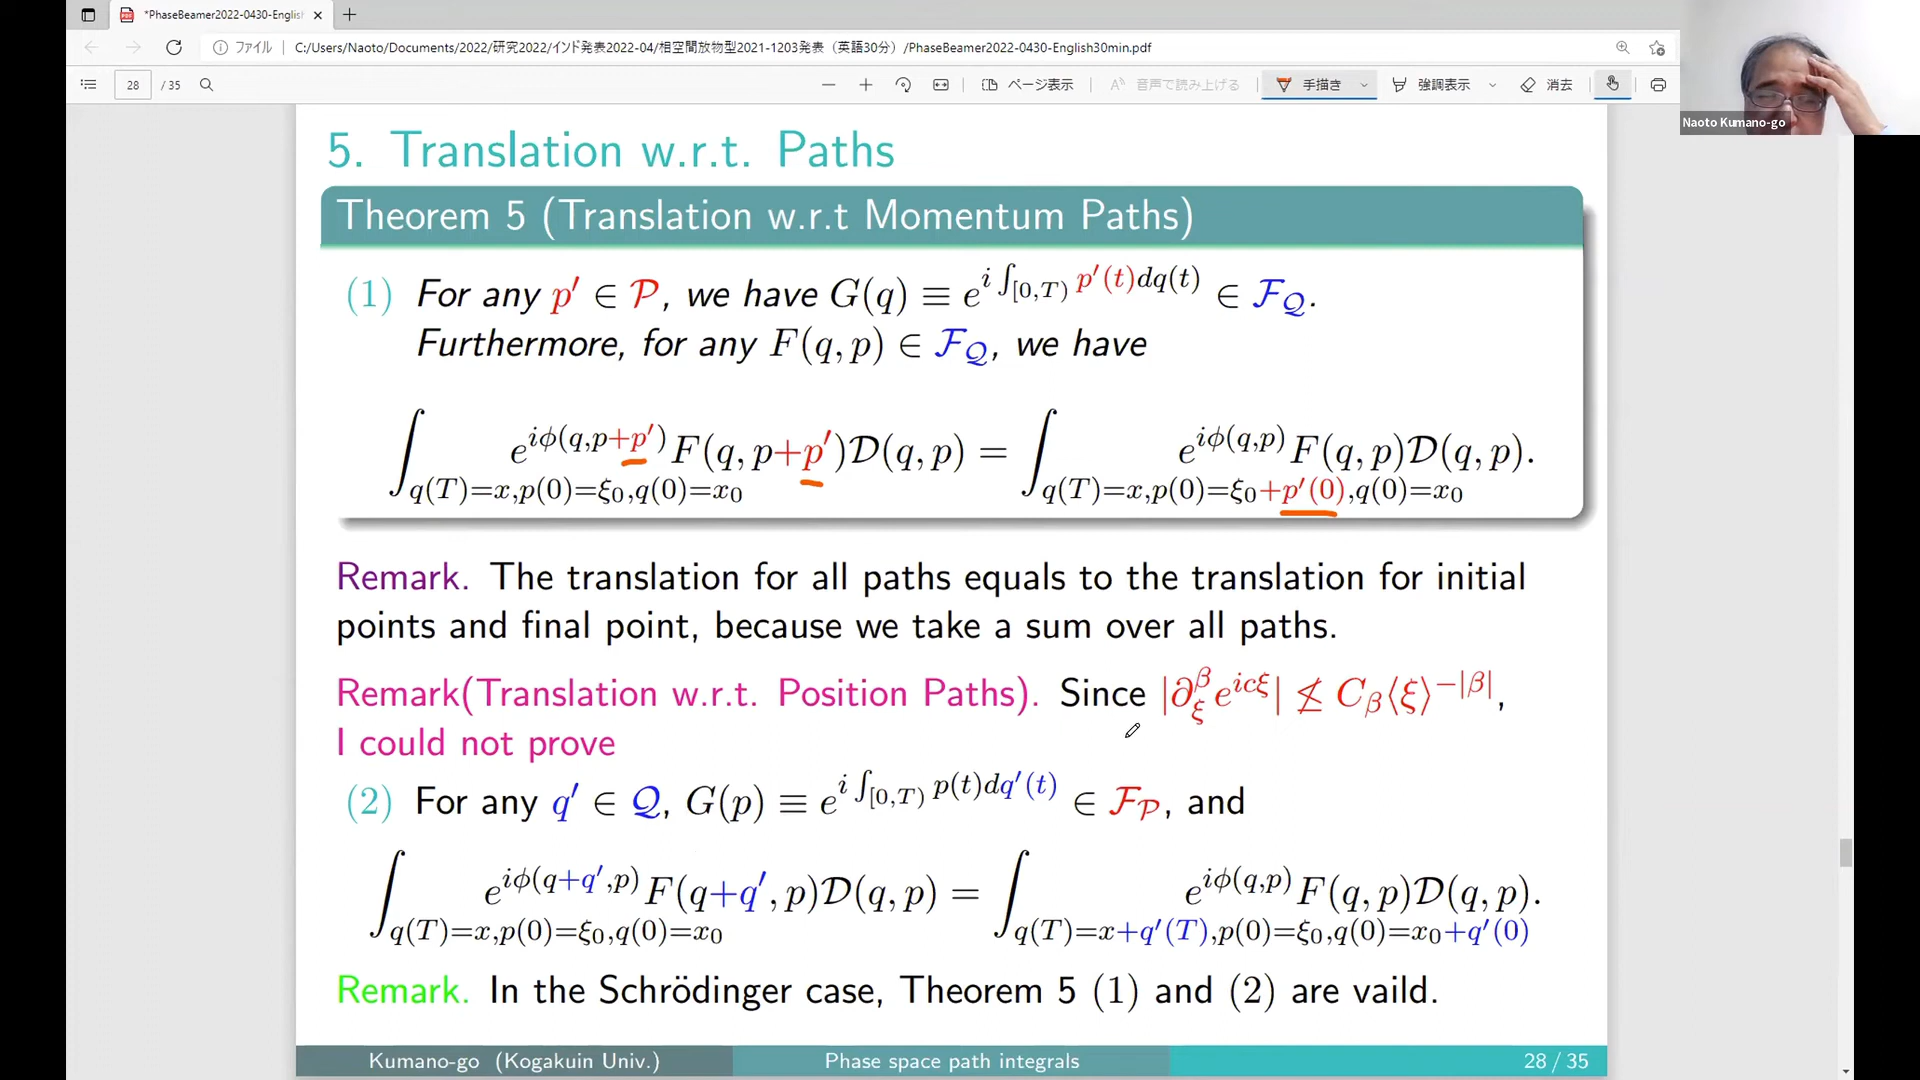 *PhaseBeamer2022-0430-Englis
ファイル C:/Users/Naoto/Documents/2022/研究2022/インド発表2022-04/相空間放物型2021-1203発表（英語30分）/PhaseBeamer2022-0430-English30min.pdf
28 / 35 ページ表示 音声で読み上げる 手描き 強調表示 消去
Naoto Kumano-go
5. Translation w.r.t. Paths
Theorem 5 (Translation w.r.t Momentum Paths)
(1) For any p′ ∈ 𝒫, we have G(q) ≡ e^{i∫_{[0,T)} p′(t)dq(t)} ∈ ℱ_𝒬.
Furthermore, for any F(q, p) ∈ ℱ_𝒬, we have
∫_{q(T)=x,p(0)=ξ₀,q(0)=x₀} e^{iϕ(q,p+p′)} F(q, p+p′)𝒟(q, p) = ∫_{q(T)=x,p(0)=ξ₀+p′(0),q(0)=x₀} e^{iϕ(q,p)} F(q, p)𝒟(q, p).
Remark. The translation for all paths equals to the translation for initial
points and final point, because we take a sum over all paths.
Remark(Translation w.r.t. Position Paths). Since |∂_ξ^β e^{icξ}| ≰ C_β⟨ξ⟩^{−|β|},
I could not prove
(2) For any q′ ∈ 𝒬, G(p) ≡ e^{i∫_{[0,T)} p(t)dq′(t)} ∈ ℱ_𝒫, and
∫_{q(T)=x,p(0)=ξ₀,q(0)=x₀} e^{iϕ(q+q′,p)} F(q+q′, p)𝒟(q, p) = ∫_{q(T)=x+q′(T),p(0)=ξ₀,q(0)=x₀+q′(0)} e^{iϕ(q,p)} F(q, p)𝒟(q, p).
Remark. In the Schrödinger case, Theorem 5 (1) and (2) are vaild.
Kumano-go (Kogakuin Univ.) Phase space path integrals 28 / 35